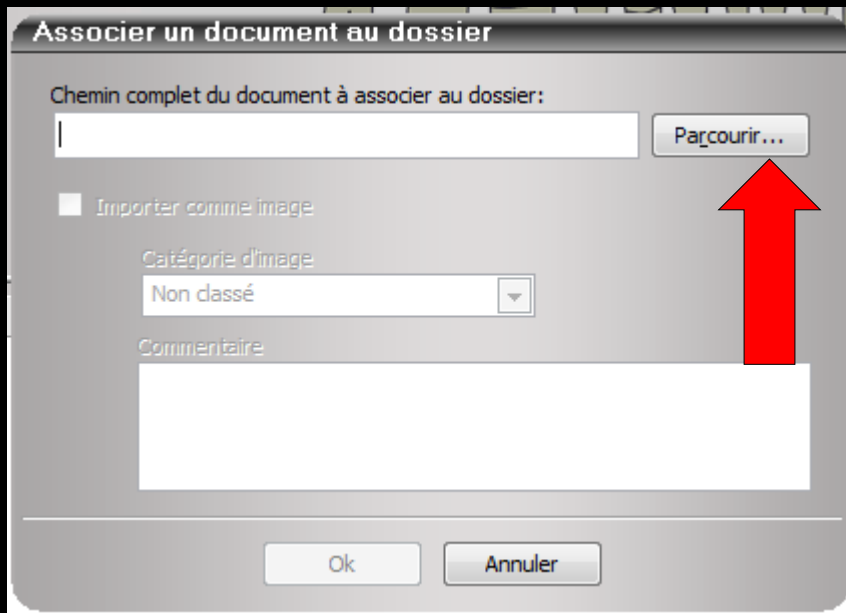 Associer un document au dossier
Chemin complet du document à associer au dossier:
Parcourir...
Importer comme image
Catégorie d'image
Non classé
Commentaire
Ok
Annuler